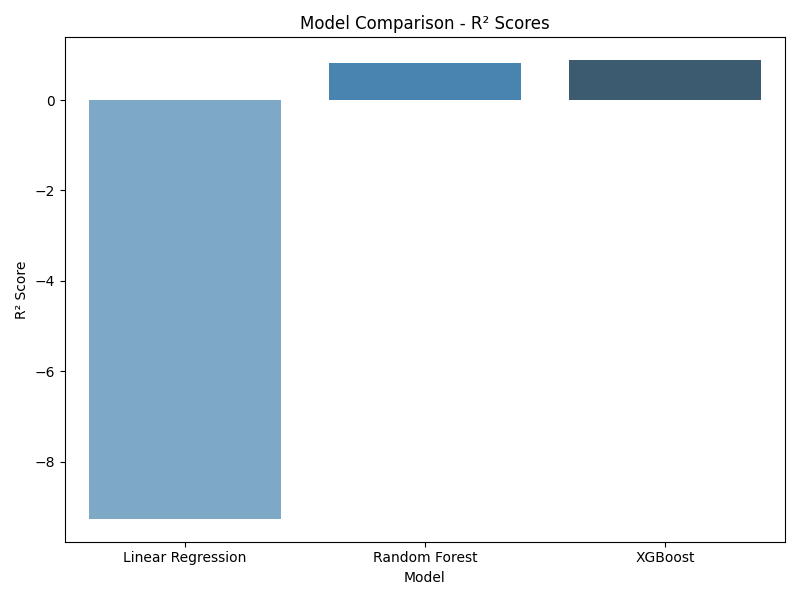 Model Comparison - R² Scores
0
−2
−4
−6
−8
R² Score
Linear Regression
Random Forest
XGBoost
Model